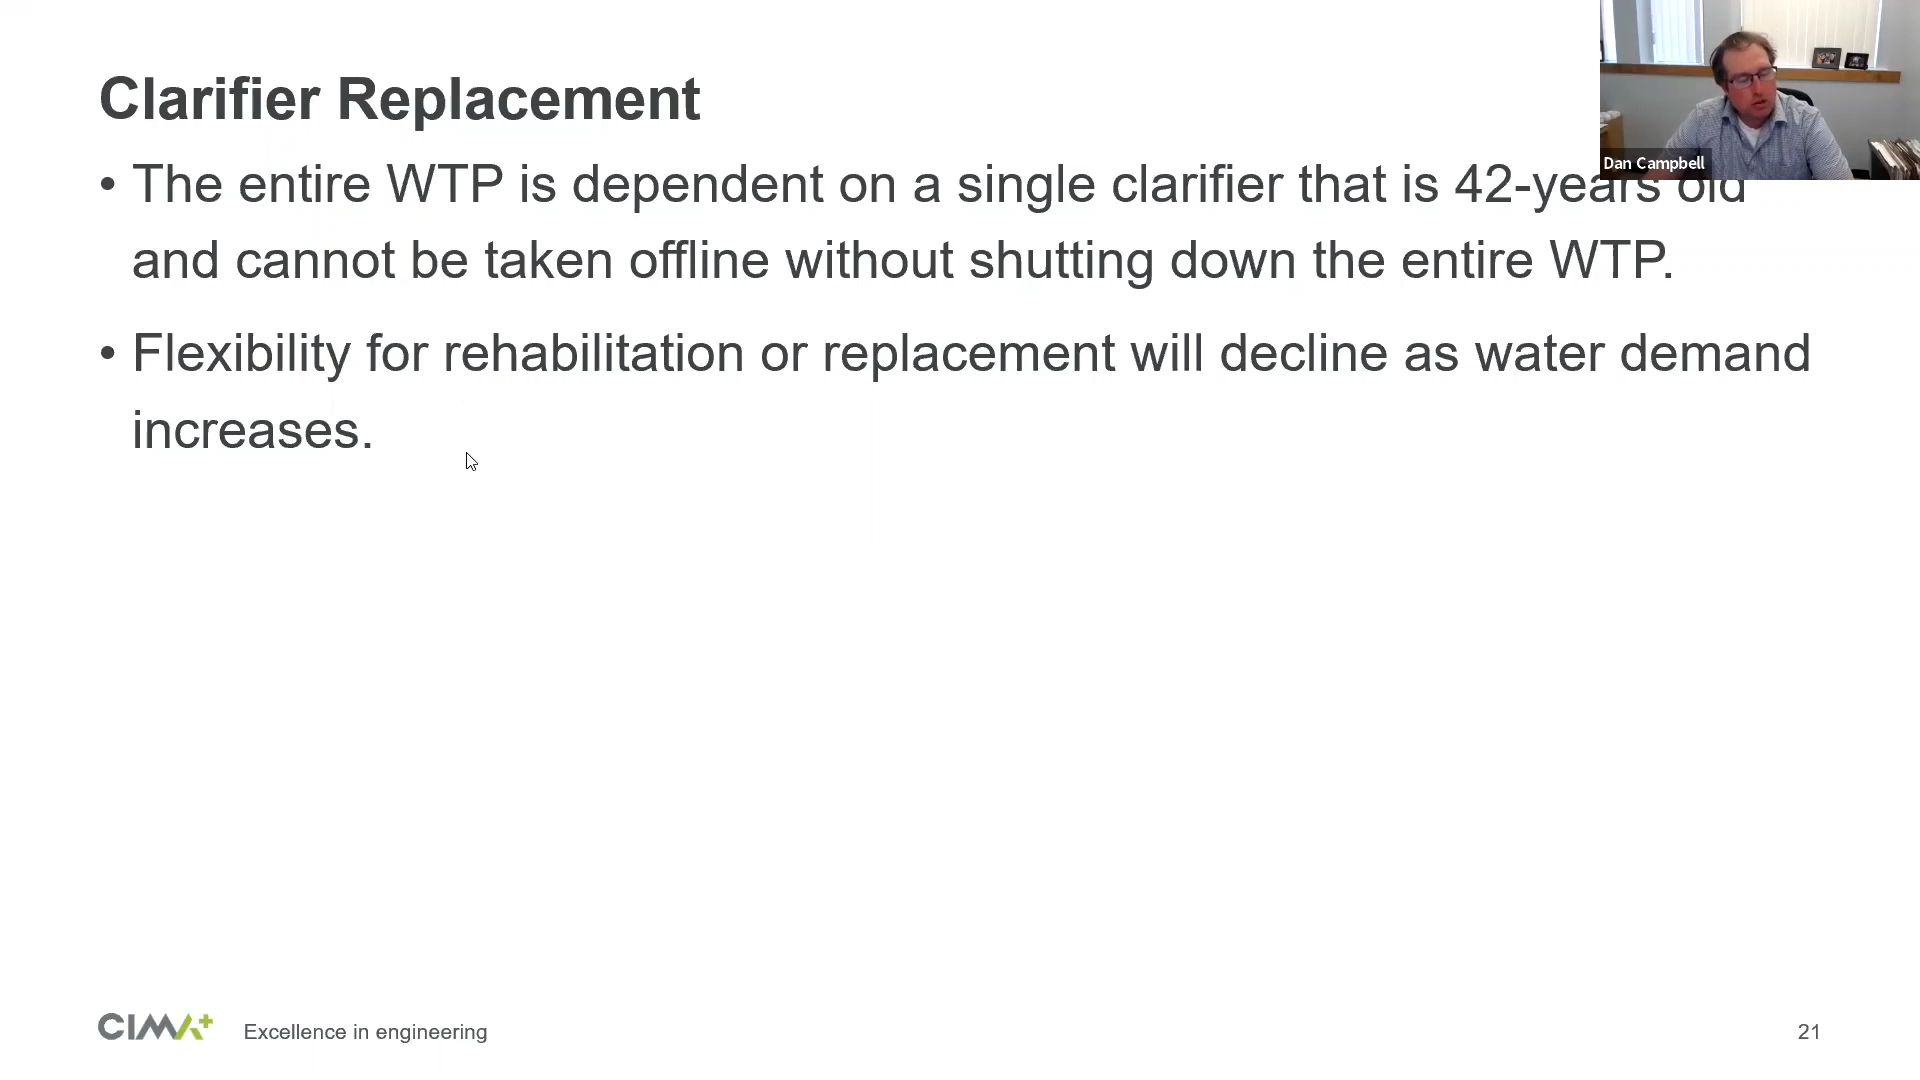 Clarifier Replacement
• The entire WTP is dependent on a single clarifier that is 42-years old
and cannot be taken offline without shutting down the entire WTP.
• Flexibility for rehabilitation or replacement will decline as water demand
increases.
Dan Campbell
CIMA+ Excellence in engineering
21